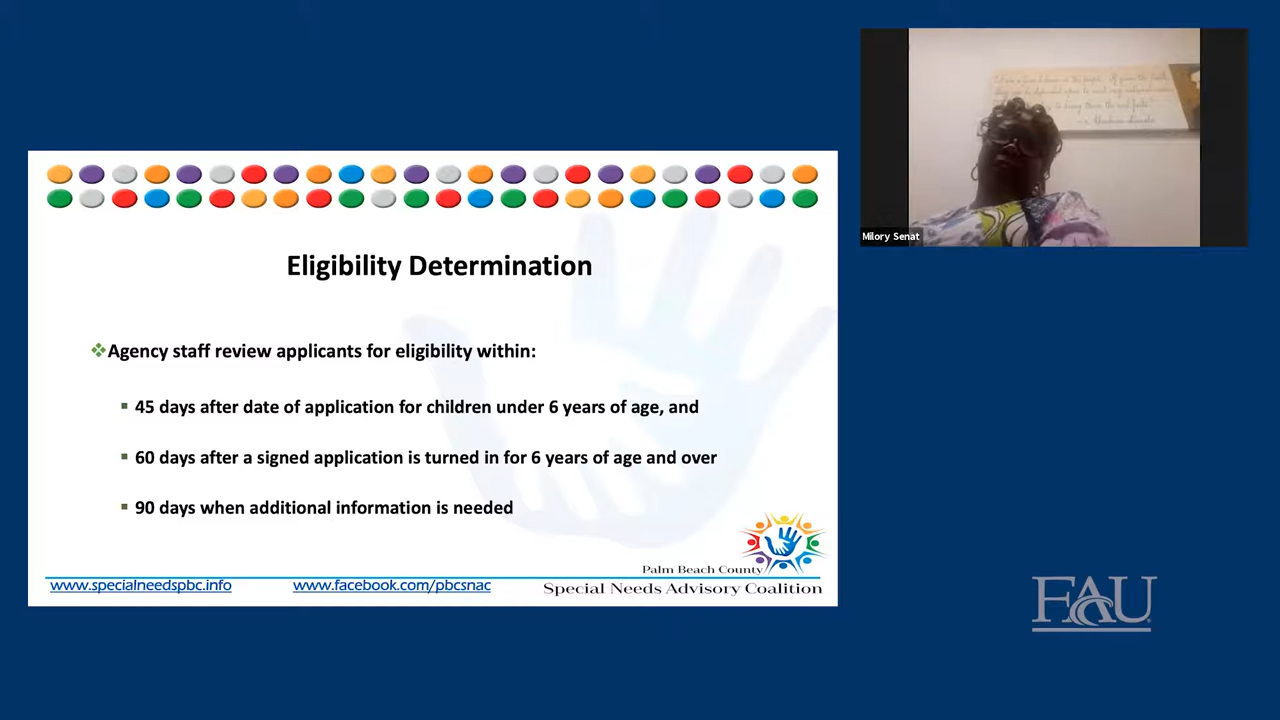 Eligibility Determination
Agency staff review applicants for eligibility within:
45 days after date of application for children under 6 years of age, and
60 days after a signed application is turned in for 6 years of age and over
90 days when additional information is needed
Palm Beach County
Special Needs Advisory Coalition
www.specialneedspbc.info
www.facebook.com/pbcsnac
Milory Senat
FAU